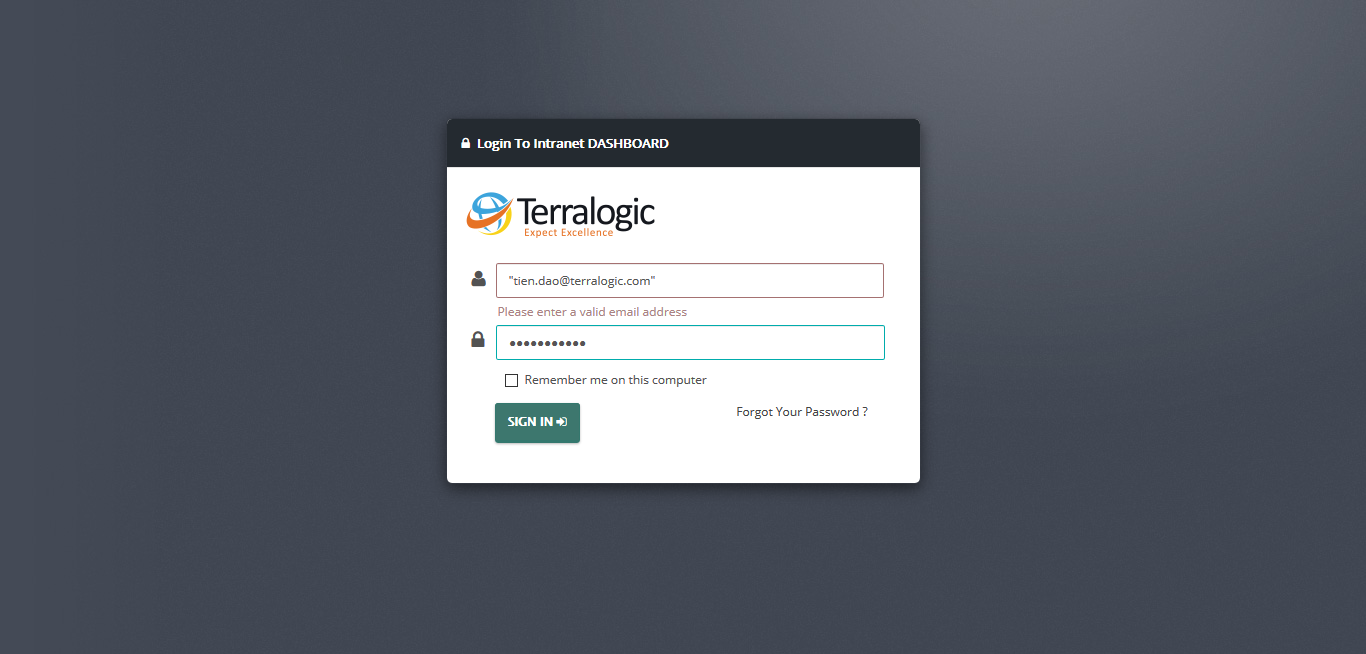 Login To Intranet DASHBOARD
Terralogic
Expect Excellence
"tien.dao@terralogic.com"
Please enter a valid email address
•••••••••••
Remember me on this computer
SIGN IN
Forgot Your Password ?